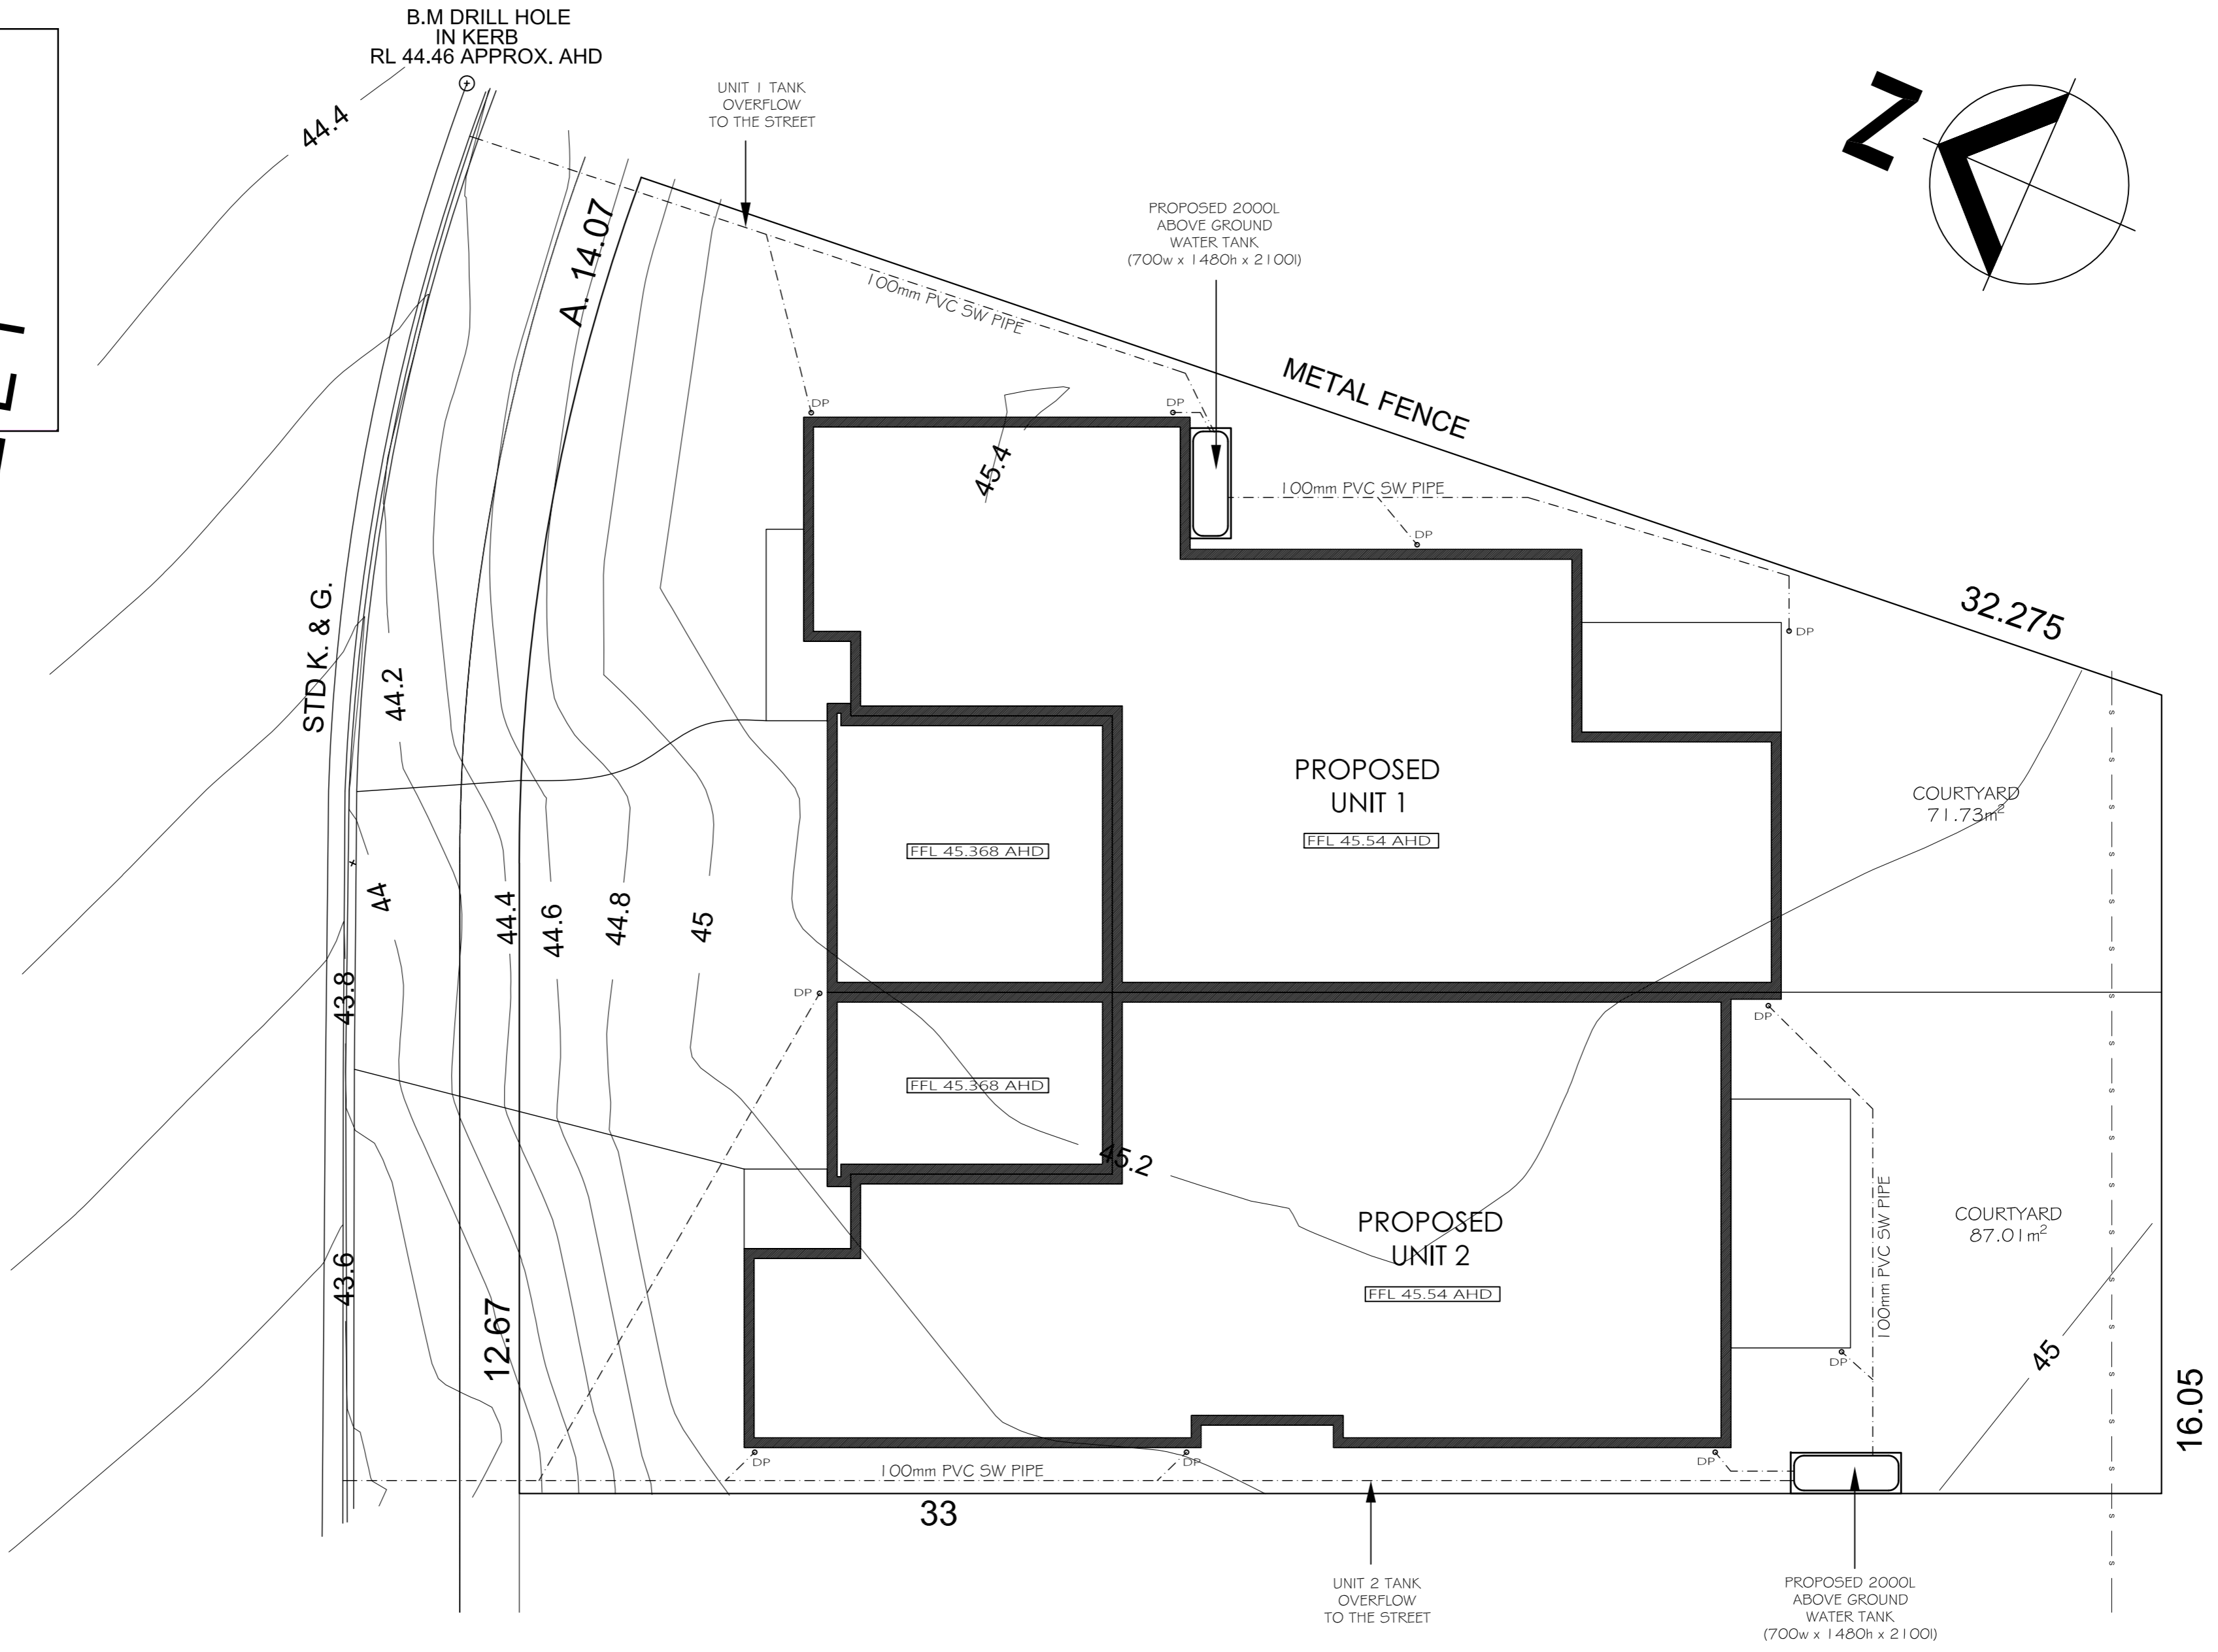 B.M DRILL HOLE
IN KERB
RL 44.46 APPROX. AHD
UNIT 1 TANK
OVERFLOW
TO THE STREET
N
44.4
A. 14.07
PROPOSED 2000L
ABOVE GROUND
WATER TANK
(700w x 1480h x 2100l)
100mm PVC SW PIPE
METAL FENCE
DP
DP
45.4
100mm PVC SW PIPE
DP
32.275
DP
STD K. & G.
44.2
PROPOSED
UNIT 1
FFL 45.54 AHD
FFL 45.368 AHD
COURTYARD
71.73m²
44
44.4
44.6
44.8
45
43.8
DP
DP
FFL 45.368 AHD
45.2
PROPOSED
UNIT 2
FFL 45.54 AHD
100mm PVC SW PIPE
COURTYARD
87.01m²
43.6
12.67
DP
45
16.05
DP
100mm PVC SW PIPE
DP
DP
33
UNIT 2 TANK
OVERFLOW
TO THE STREET
PROPOSED 2000L
ABOVE GROUND
WATER TANK
(700w x 1480h x 2100l)
s
s
s
s
s
s
s
s
s
s